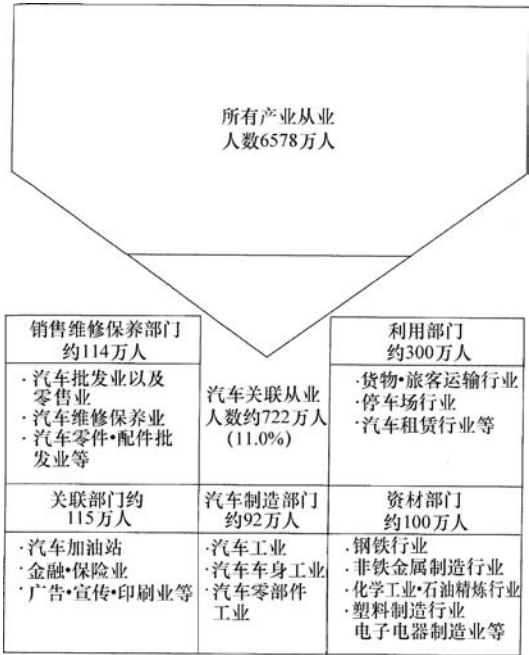 所有产业从业
人数6578万人
销售维修保养部门
约114万人
·汽车批发业以及
零售业
·汽车维修保养业
·汽车零件•配件批
发业等
汽车关联从业
人数约722万人
(11.0%)
利用部门
约300万人
·货物•旅客运输行业
·停车场行业
·汽车租赁行业等
关联部门约
115万人
·汽车加油站
·金融•保险业
·广告·宣传·印刷业等
汽车制造部门
约92万人
·汽车工业
·汽车车身工业
·汽车零部件
工业
资材部门
约100万人
·钢铁行业
·非铁金属制造行业
·化学工业•石油精炼行业
·塑料制造行业
电子电器制造业等